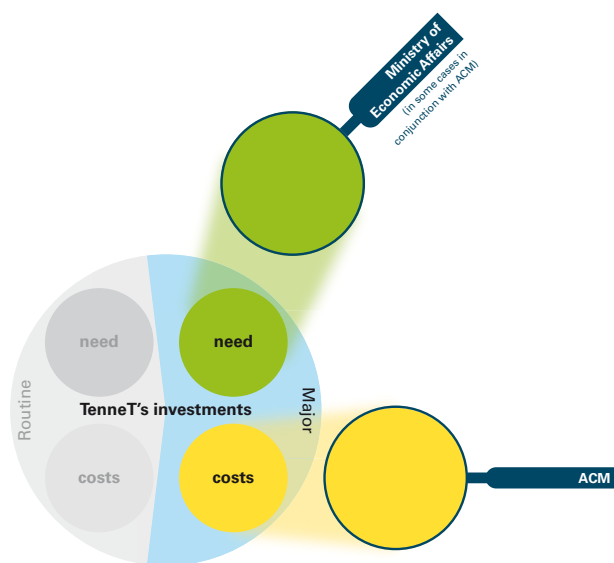 Ministry of
Economic Affairs
(in some cases in
conjunction with ACM)
need
need
Routine
TenneT's investments
Major
costs
costs
ACM